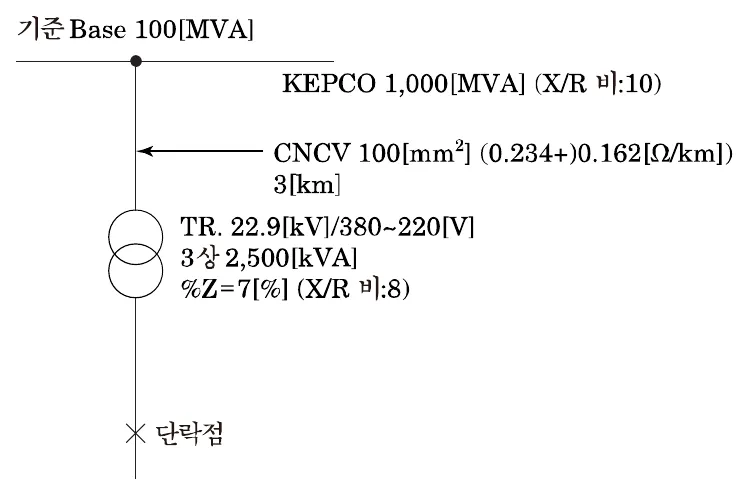 기준 Base 100[MVA]
KEPCO 1,000[MVA] (X/R 비:10)
CNCV 100[mm²] (0.234+)0.162[Ω/km])
3[km]
TR. 22.9[kV]/380~220[V]
3상 2,500[kVA]
%Z=7[%] (X/R 비:8)
단락점